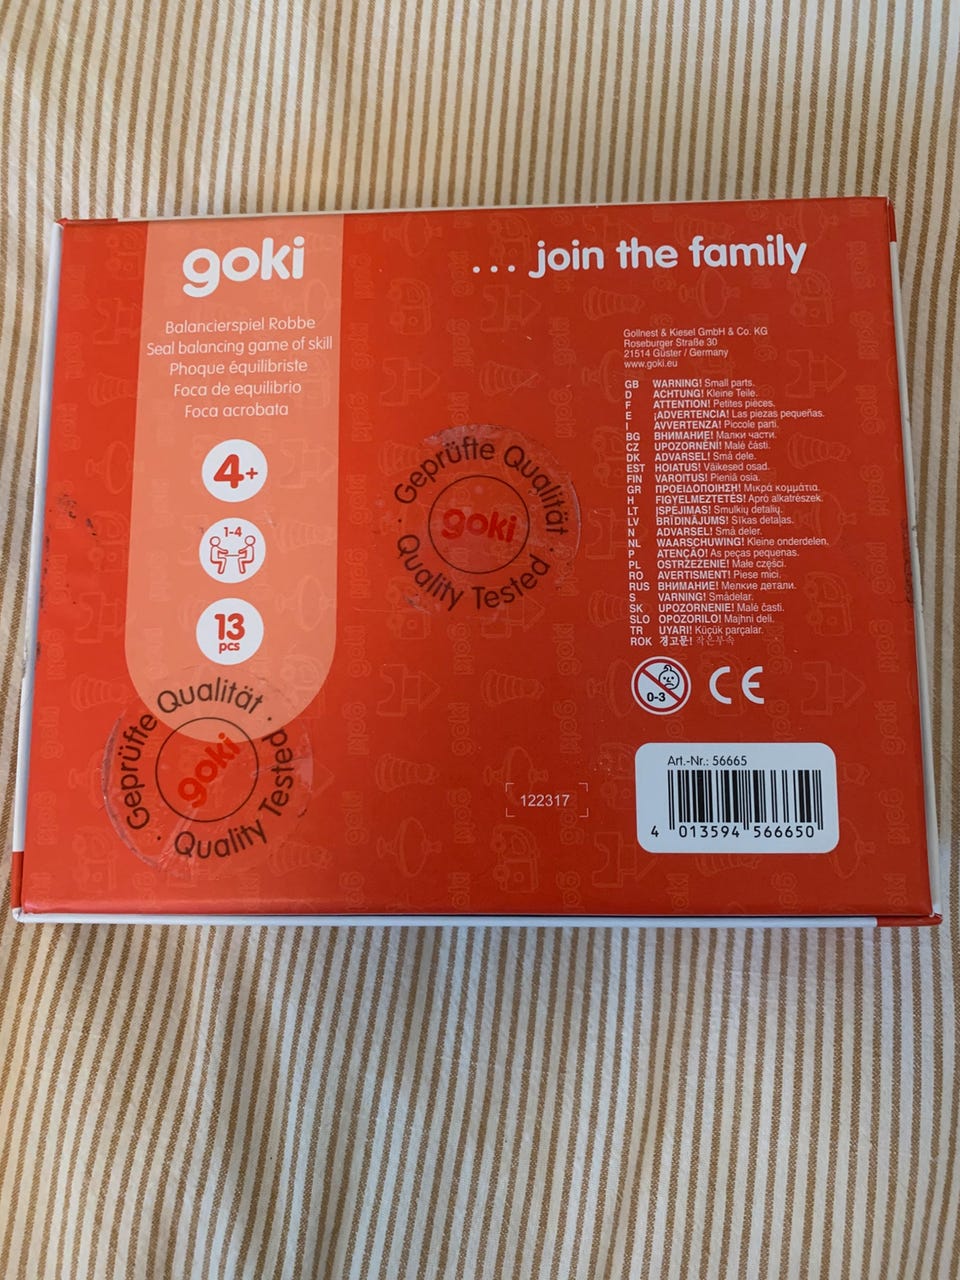 goki
Balancierspiel Robbe
Seal balancing game of skill
Phoque équilibriste
Foca de equilibrio
Foca acrobata
4+
1-4
13
pcs
... join the family
Gollnest & Kiesel GmbH & Co. KG
Roseburger Straße 30
21514 Güster / Germany
www.goki.eu
GB WARNING! Small parts.
D ACHTUNG! Kleine Teile.
F ATTENTION! Petites pièces.
E ¡ADVERTENCIA! Las piezas pequeñas.
I AVVERTENZA! Piccole parti.
BG ВНИМАНИЕ! Малки части.
CZ UPOZORNĚNÍ! Malé části.
DK ADVARSEL! Små dele.
EST HOIATUS! Väikesed osad.
FIN VAROITUS! Pieniä osia.
GR ΠΡΟΕΙΔΟΠΟΙΗΣΗ! Μικρά κομμάτια.
H FIGYELMEZTETÉS! Apró alkatrészek.
LT ĮSPĖJIMAS! Smulkių detalių.
LV BRĪDINĀJUMS! Sīkas detaļas.
N ADVARSEL! Små deler.
NL WAARSCHUWING! Kleine onderdelen.
P ATENÇÃO! As peças pequenas.
PL OSTRZEŻENIE! Małe części.
RO AVERTISMENT! Piese mici.
RUS ВНИМАНИЕ! Мелкие детали.
S VARNING! Smådelar.
SK UPOZORNENIE! Malé časti.
SLO OPOZORILO! Majhni deli.
TR UYARI! Küçük parçalar.
ROK 경고문! 작은부속
0-3
CE
Geprüfte Qualität
goki
Quality Tested
Geprüfte Qualität
goki
Quality Tested
122317
Art.-Nr.: 56665
4 013594 566650